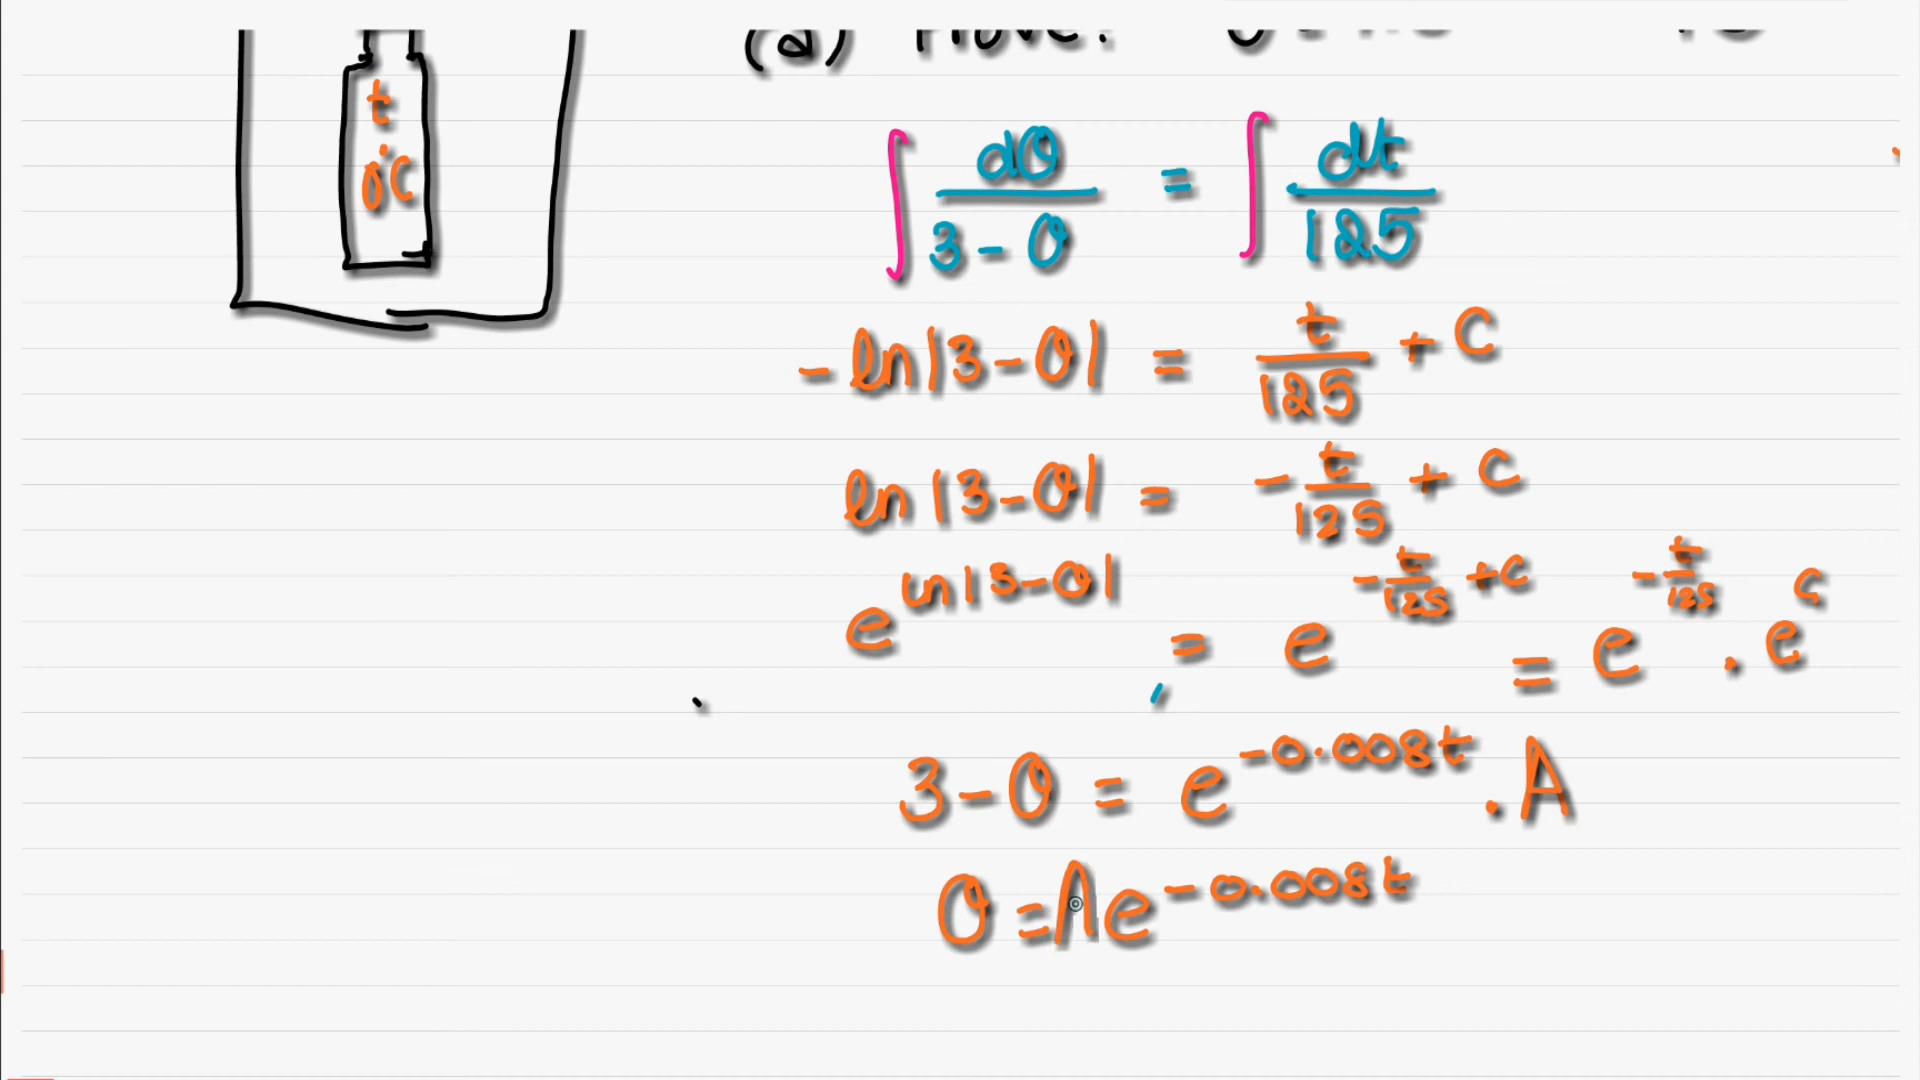 (a)
t
θ°C
∫ dθ/(3-θ) = ∫ dt/125
-ln|3-θ| = t/125 + C
ln|3-θ| = -t/125 + C
e^(ln|3-θ|) = e^(-t/125 + C) = e^(-t/125) . e^C
3-θ = e^(-0.008t) . A
θ = Ae^(-0.008t)